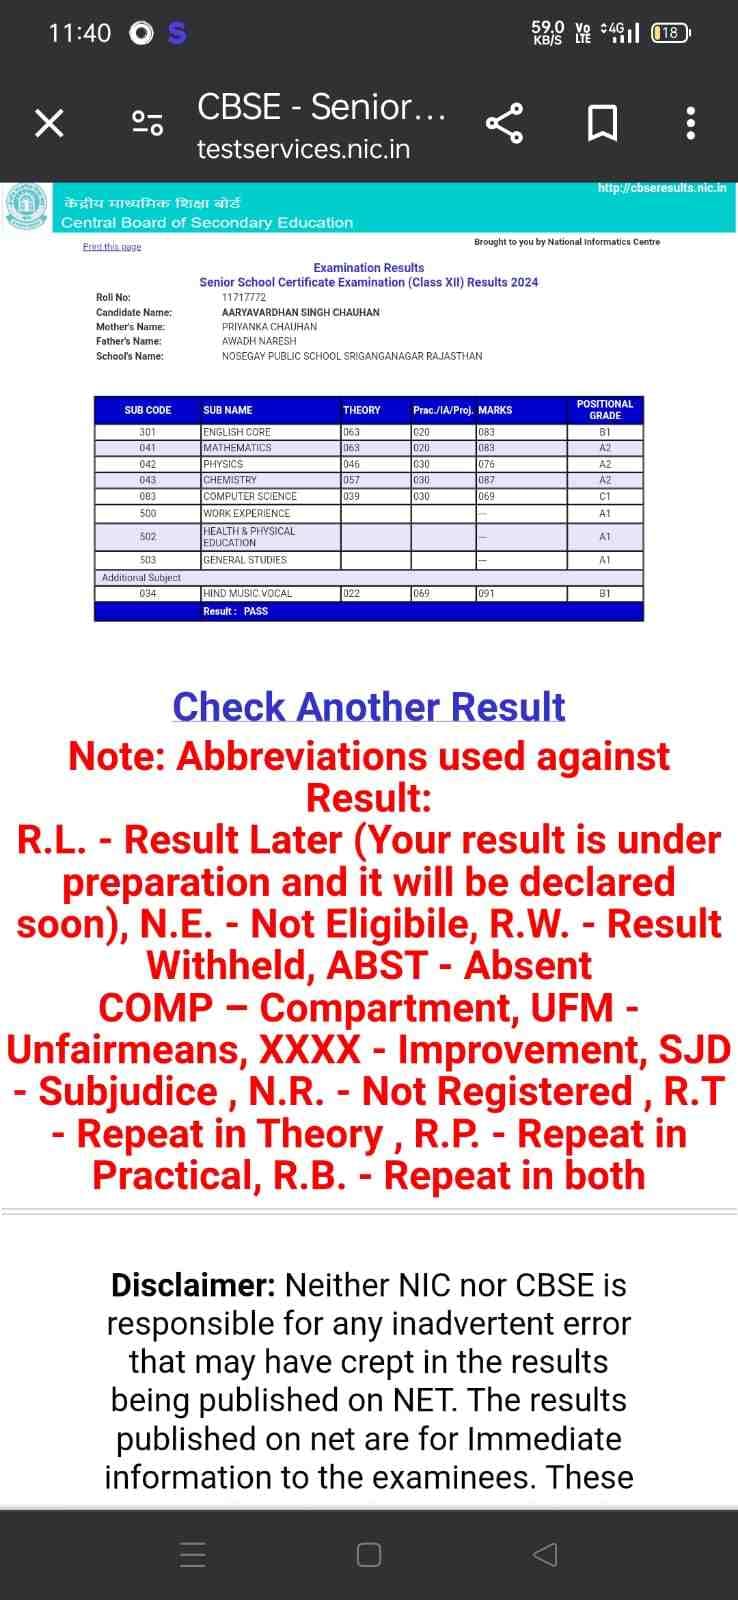 11:40 S 59.0 KB/S Vo LTE 4G 18
CBSE - Senior...
testservices.nic.in
http://cbseresults.nic.in
केंद्रीय माध्यमिक शिक्षा बोर्ड
Central Board of Secondary Education
Print this page
Brought to you by National Informatics Centre
Examination Results
Senior School Certificate Examination (Class XII) Results 2024
Roll No: 11717772
Candidate Name: AARYAVARDHAN SINGH CHAUHAN
Mother's Name: PRIYANKA CHAUHAN
Father's Name: AWADH NARESH
School's Name: NOSEGAY PUBLIC SCHOOL SRIGANGANAGAR RAJASTHAN
SUB CODE SUB NAME THEORY Prac./IA/Proj. MARKS POSITIONAL GRADE
301 ENGLISH CORE 063 020 083 B1
041 MATHEMATICS 063 020 083 A2
042 PHYSICS 046 030 076 A2
043 CHEMISTRY 057 030 087 A2
083 COMPUTER SCIENCE 039 030 069 C1
500 WORK EXPERIENCE --- A1
502 HEALTH & PHYSICAL EDUCATION --- A1
503 GENERAL STUDIES --- A1
Additional Subject
034 HIND MUSIC.VOCAL 022 069 091 B1
Result : PASS
Check Another Result
Note: Abbreviations used against
Result:
R.L. - Result Later (Your result is under
preparation and it will be declared
soon), N.E. - Not Eligibile, R.W. - Result
Withheld, ABST - Absent
COMP – Compartment, UFM -
Unfairmeans, XXXX - Improvement, SJD
- Subjudice , N.R. - Not Registered , R.T
- Repeat in Theory , R.P. - Repeat in
Practical, R.B. - Repeat in both
Disclaimer: Neither NIC nor CBSE is
responsible for any inadvertent error
that may have crept in the results
being published on NET. The results
published on net are for Immediate
information to the examinees. These